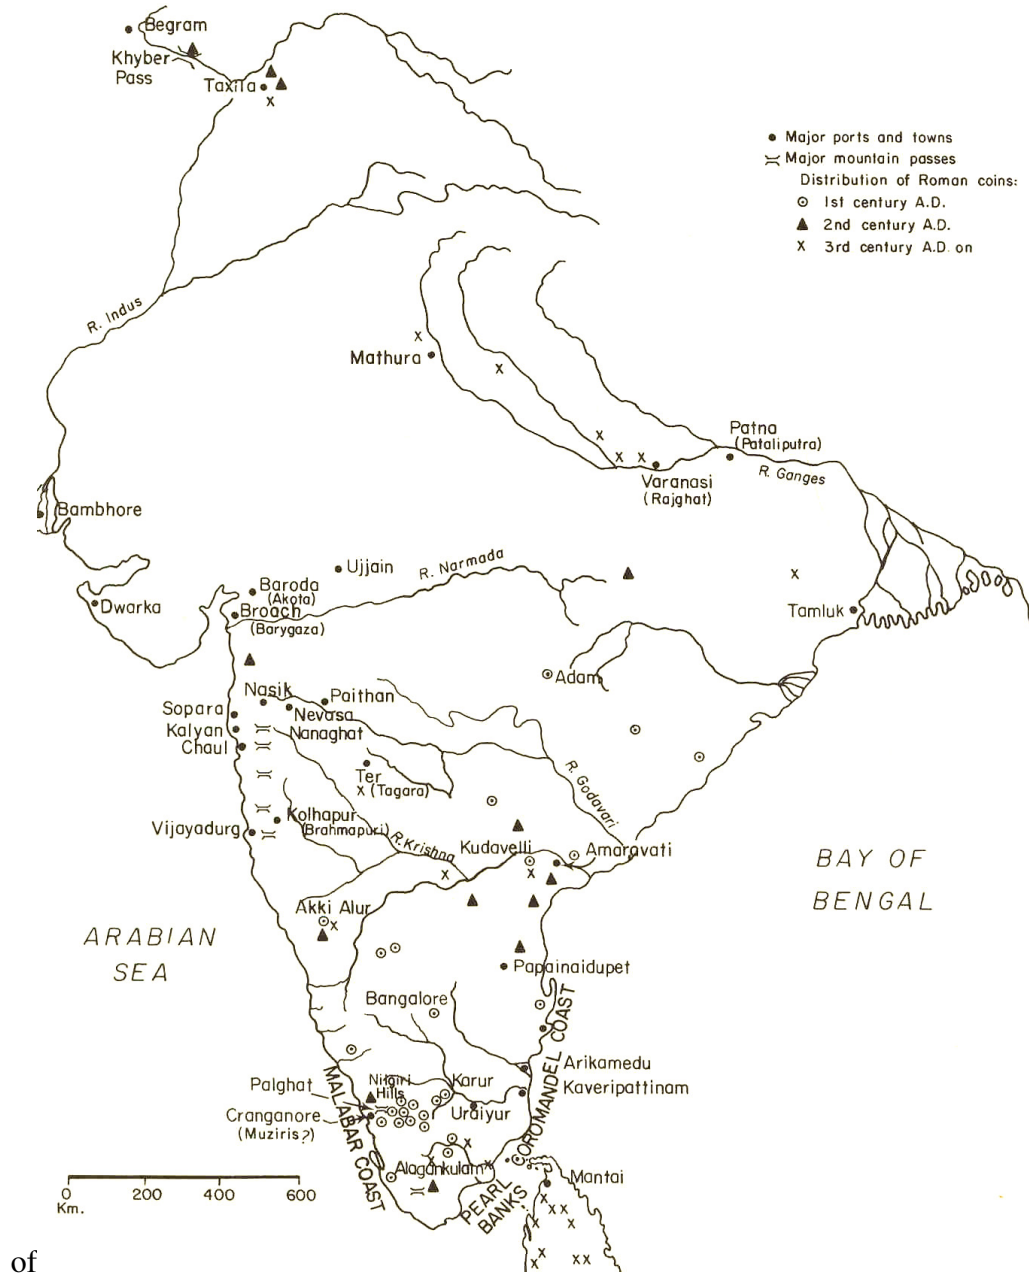 Begram
Khyber
Pass
Taxila
Major ports and towns
Major mountain passes
Distribution of Roman coins:
1st century A.D.
2nd century A.D.
3rd century A.D. on
R. Indus
Mathura
Patna
(Pataliputra)
R. Ganges
Varanasi
(Rajghat)
Bambhore
Ujjain
R. Narmada
Baroda
(Akota)
Dwarka
Broach
(Barygaza)
Tamluk
Adam
Nasik
Paithan
Sopara
Nevasa
Kalyan
Nanaghat
Chaul
Ter
(Tagara)
R. Godavari
Kolhapur
(Brahmapuri)
Vijayadurg
R. Krishna
Kudavelli
Amaravati
BAY OF
BENGAL
Akki Alur
ARABIAN
SEA
Papainaidupet
Bangalore
COROMANDEL COAST
MALABAR COAST
Arikamedu
Palghat
Nilgiri
Hills
Karur
Kaveripattinam
Cranganore
(Muziris?)
Uraiyur
Alagankulam
Mantai
PEARL
BANKS
0 200 400 600
Km.
of